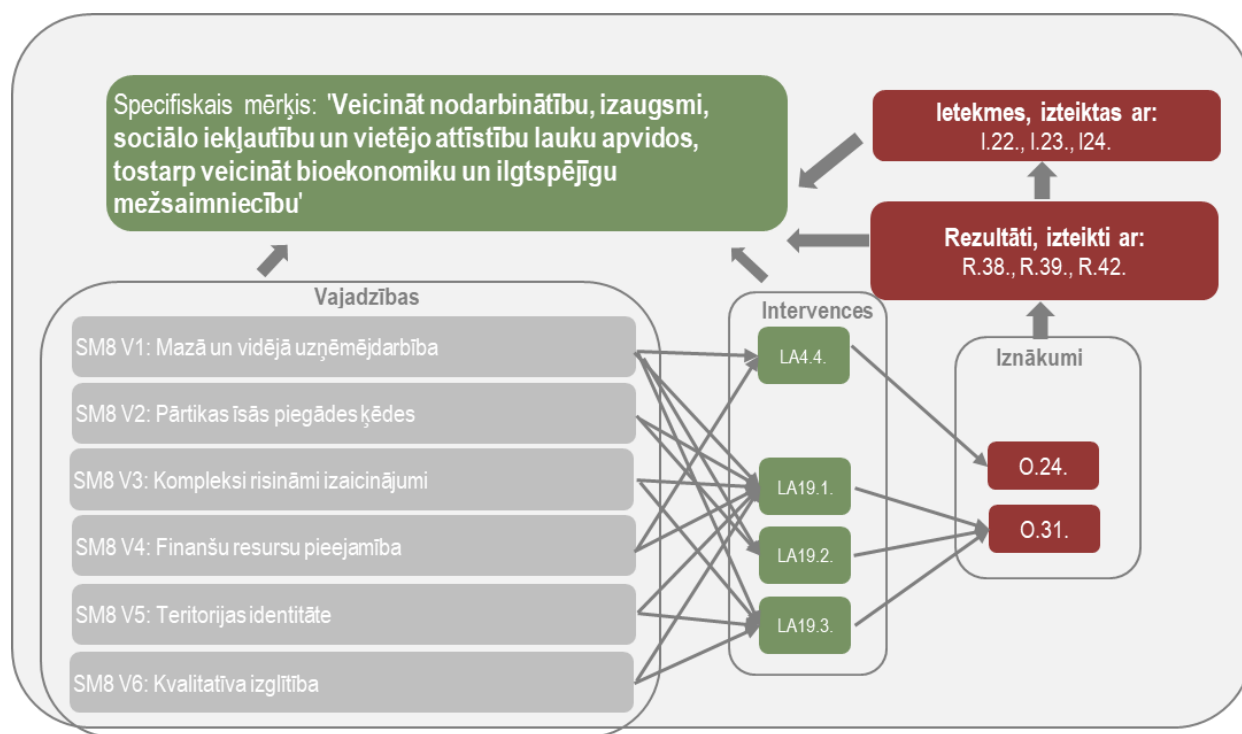 Specifiskais mērķis: 'Veicināt nodarbinātību, izaugsmi,
sociālo iekļautību un vietējo attīstību lauku apvidos,
tostarp veicināt bioekonomiku un ilgtspējīgu
mežsaimniecību'
Ietekmes, izteiktas ar:
I.22., I.23., I24.
Rezultāti, izteikti ar:
R.38., R.39., R.42.
Vajadzības
SM8 V1: Mazā un vidējā uzņēmējdarbība
SM8 V2: Pārtikas īsās piegādes ķēdes
SM8 V3: Kompleksi risināmi izaicinājumi
SM8 V4: Finanšu resursu pieejamība
SM8 V5: Teritorijas identitāte
SM8 V6: Kvalitatīva izglītība
Intervences
LA4.4.
LA19.1.
LA19.2.
LA19.3.
Iznākumi
O.24.
O.31.